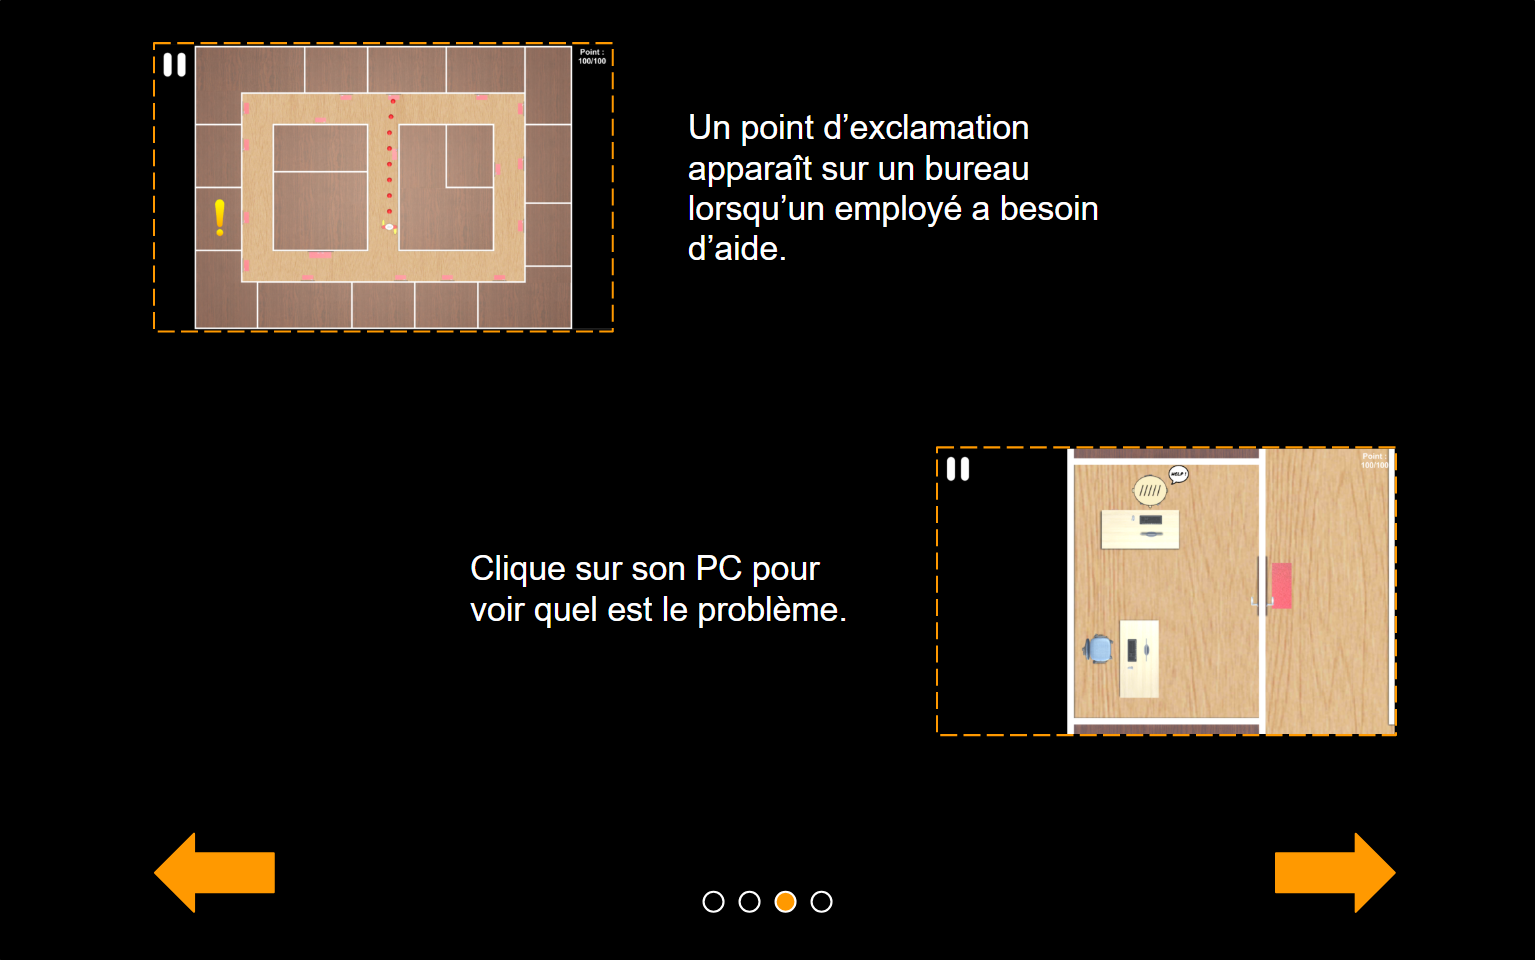 Point :
100/100
Un point d’exclamation
apparaît sur un bureau
lorsqu’un employé a besoin
d’aide.
Point :
100/100
HELP !
Clique sur son PC pour
voir quel est le problème.